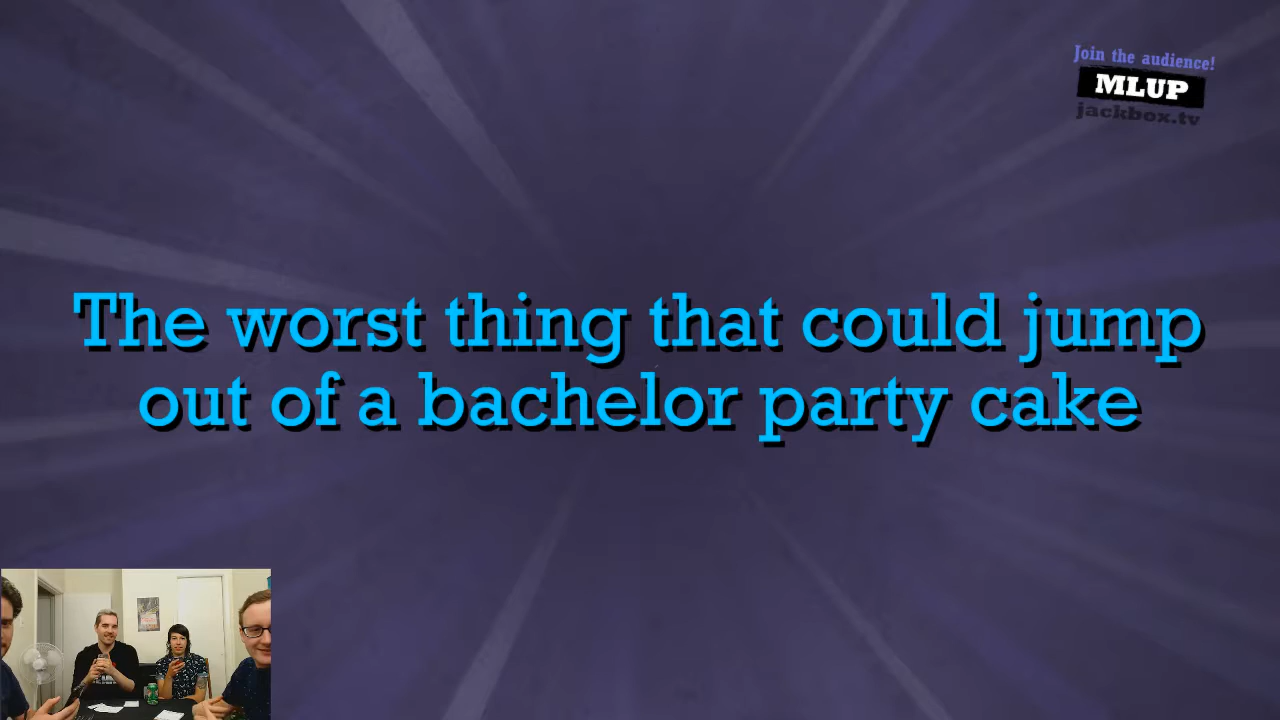 Join the audience!
MLUP
jackbox.tv
The worst thing that could jump
out of a bachelor party cake